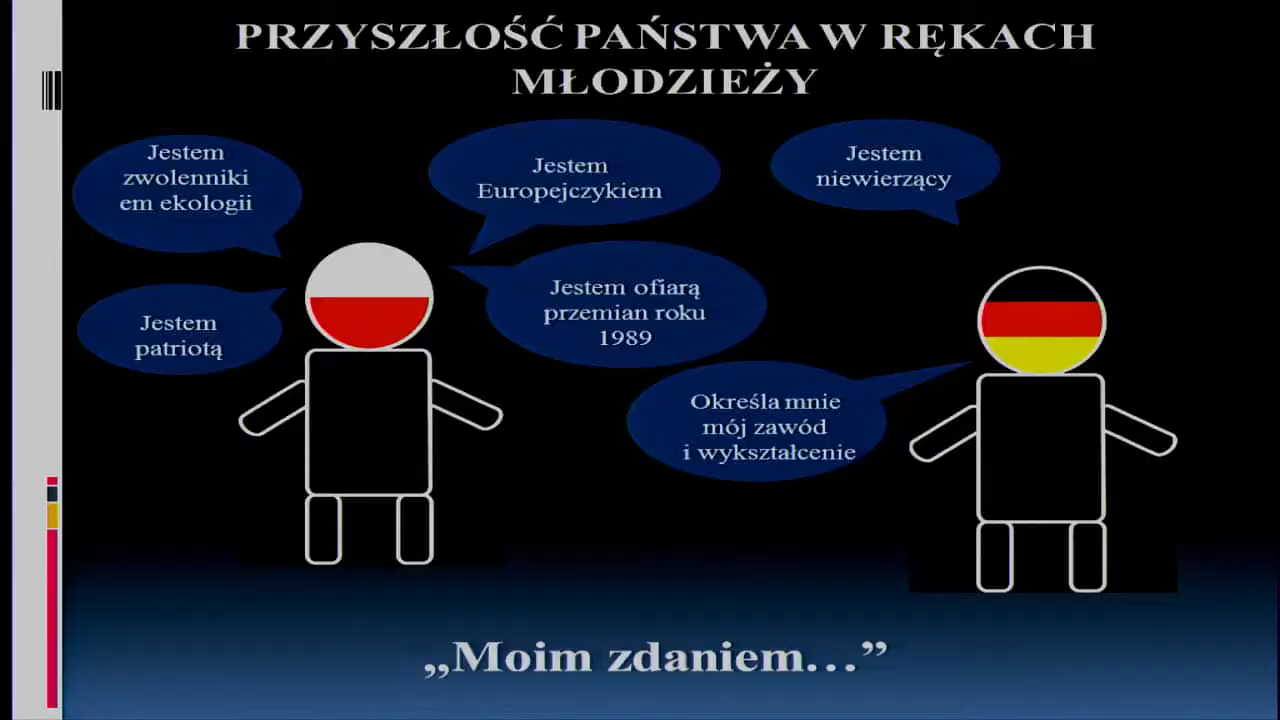 PRZYSZŁOŚĆ PAŃSTWA W RĘKACH
MŁODZIEŻY
Jestem
zwolenniki
em ekologii
Jestem
Europejczykiem
Jestem
niewierzący
Jestem
patriotą
Jestem ofiarą
przemian roku
1989
Określa mnie
mój zawód
i wykształcenie
„Moim zdaniem…”